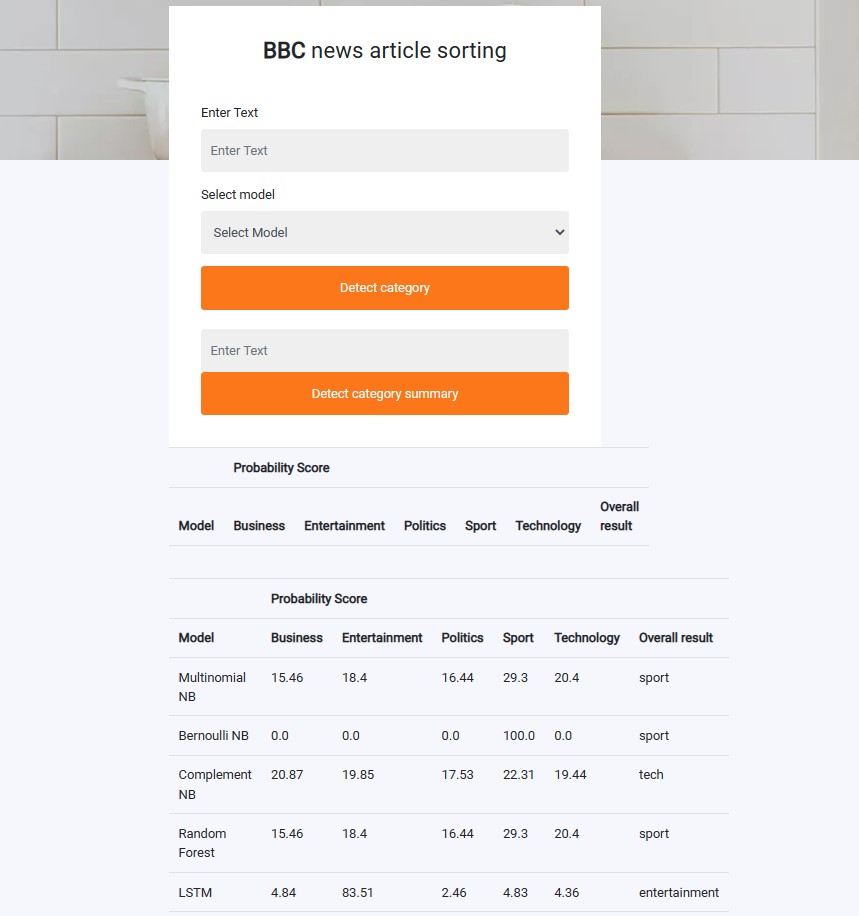 BBC news article sorting
Enter Text
Enter Text
Select model
Select Model
Detect category
Enter Text
Detect category summary
Probability Score
Model Business Entertainment Politics Sport Technology Overall result
Probability Score
Model Business Entertainment Politics Sport Technology Overall result
Multinomial NB 15.46 18.4 16.44 29.3 20.4 sport
Bernoulli NB 0.0 0.0 0.0 100.0 0.0 sport
Complement NB 20.87 19.85 17.53 22.31 19.44 tech
Random Forest 15.46 18.4 16.44 29.3 20.4 sport
LSTM 4.84 83.51 2.46 4.83 4.36 entertainment